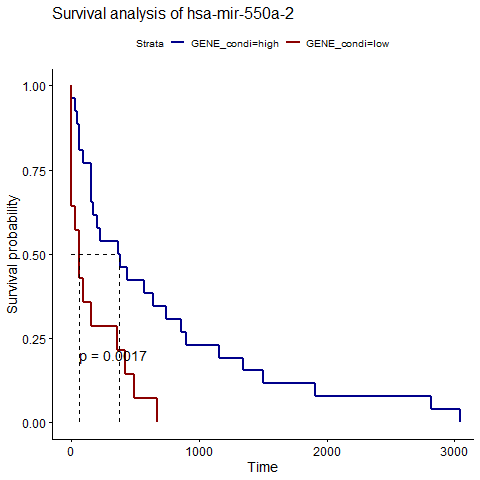 Survival analysis of hsa-mir-550a-2
Strata GENE_condi=high GENE_condi=low
1.00
0.75
0.50
0.25
0.00
Survival probability
p = 0.0017
0 1000 2000 3000
Time